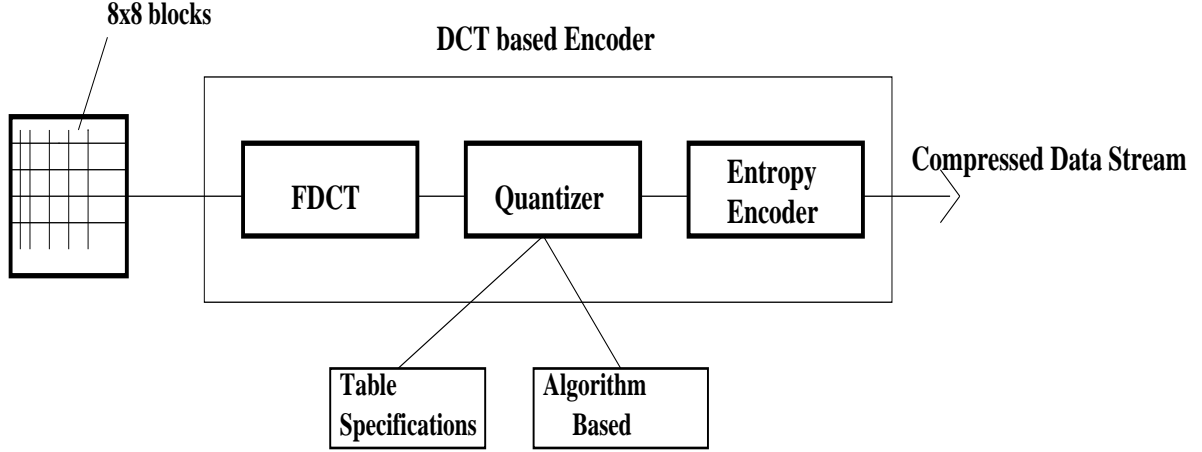 8x8 blocks
DCT based Encoder
FDCT
Quantizer
Entropy
Encoder
Compressed Data Stream
Table
Specifications
Algorithm
Based